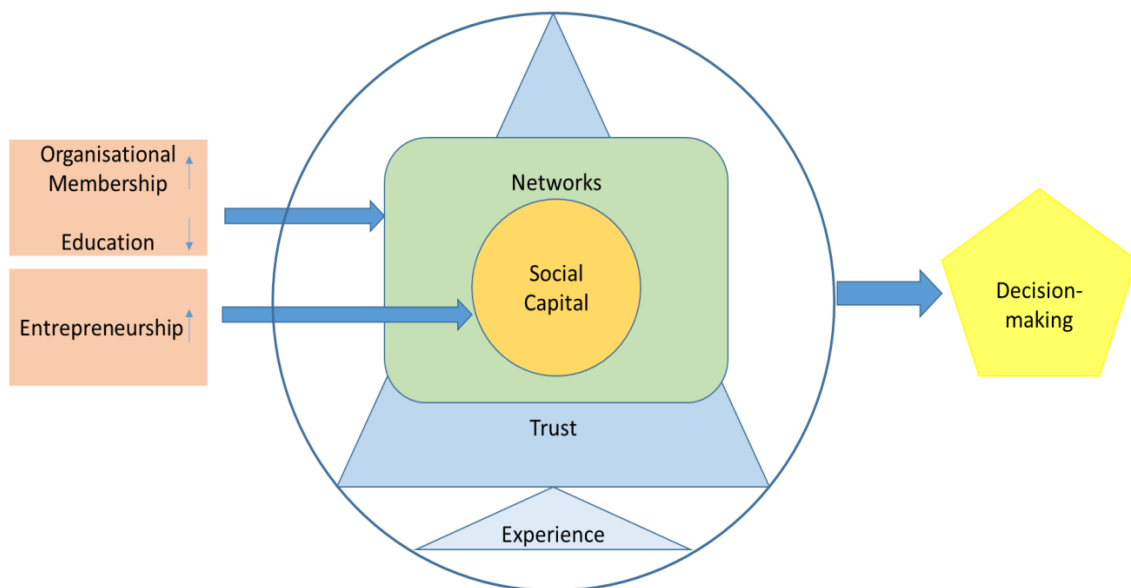 Organisational
Membership
Education
Entrepreneurship
Networks
Social
Capital
Trust
Experience
Decision-
making